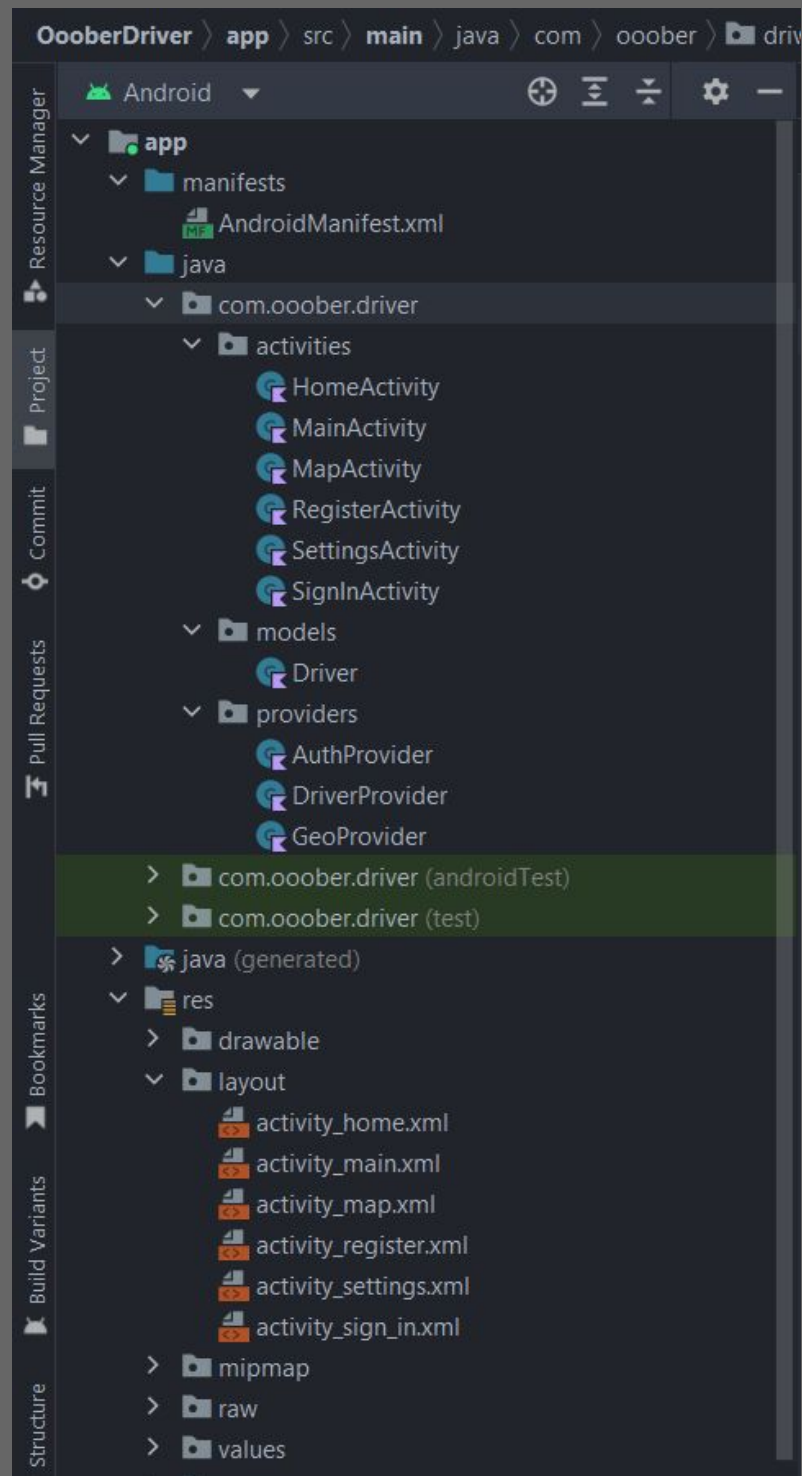 OooberDriver 〉 app 〉 src 〉 main 〉 java 〉 com 〉 ooober 〉
Android
app
manifests
MF AndroidManifest.xml
java
com.ooober.driver
activities
HomeActivity
MainActivity
MapActivity
RegisterActivity
SettingsActivity
SignInActivity
models
Driver
providers
AuthProvider
DriverProvider
GeoProvider
com.ooober.driver (androidTest)
com.ooober.driver (test)
java (generated)
res
drawable
layout
activity_home.xml
activity_main.xml
activity_map.xml
activity_register.xml
activity_settings.xml
activity_sign_in.xml
mipmap
raw
values
Resource Manager
Project
Commit
Pull Requests
Bookmarks
Build Variants
Structure